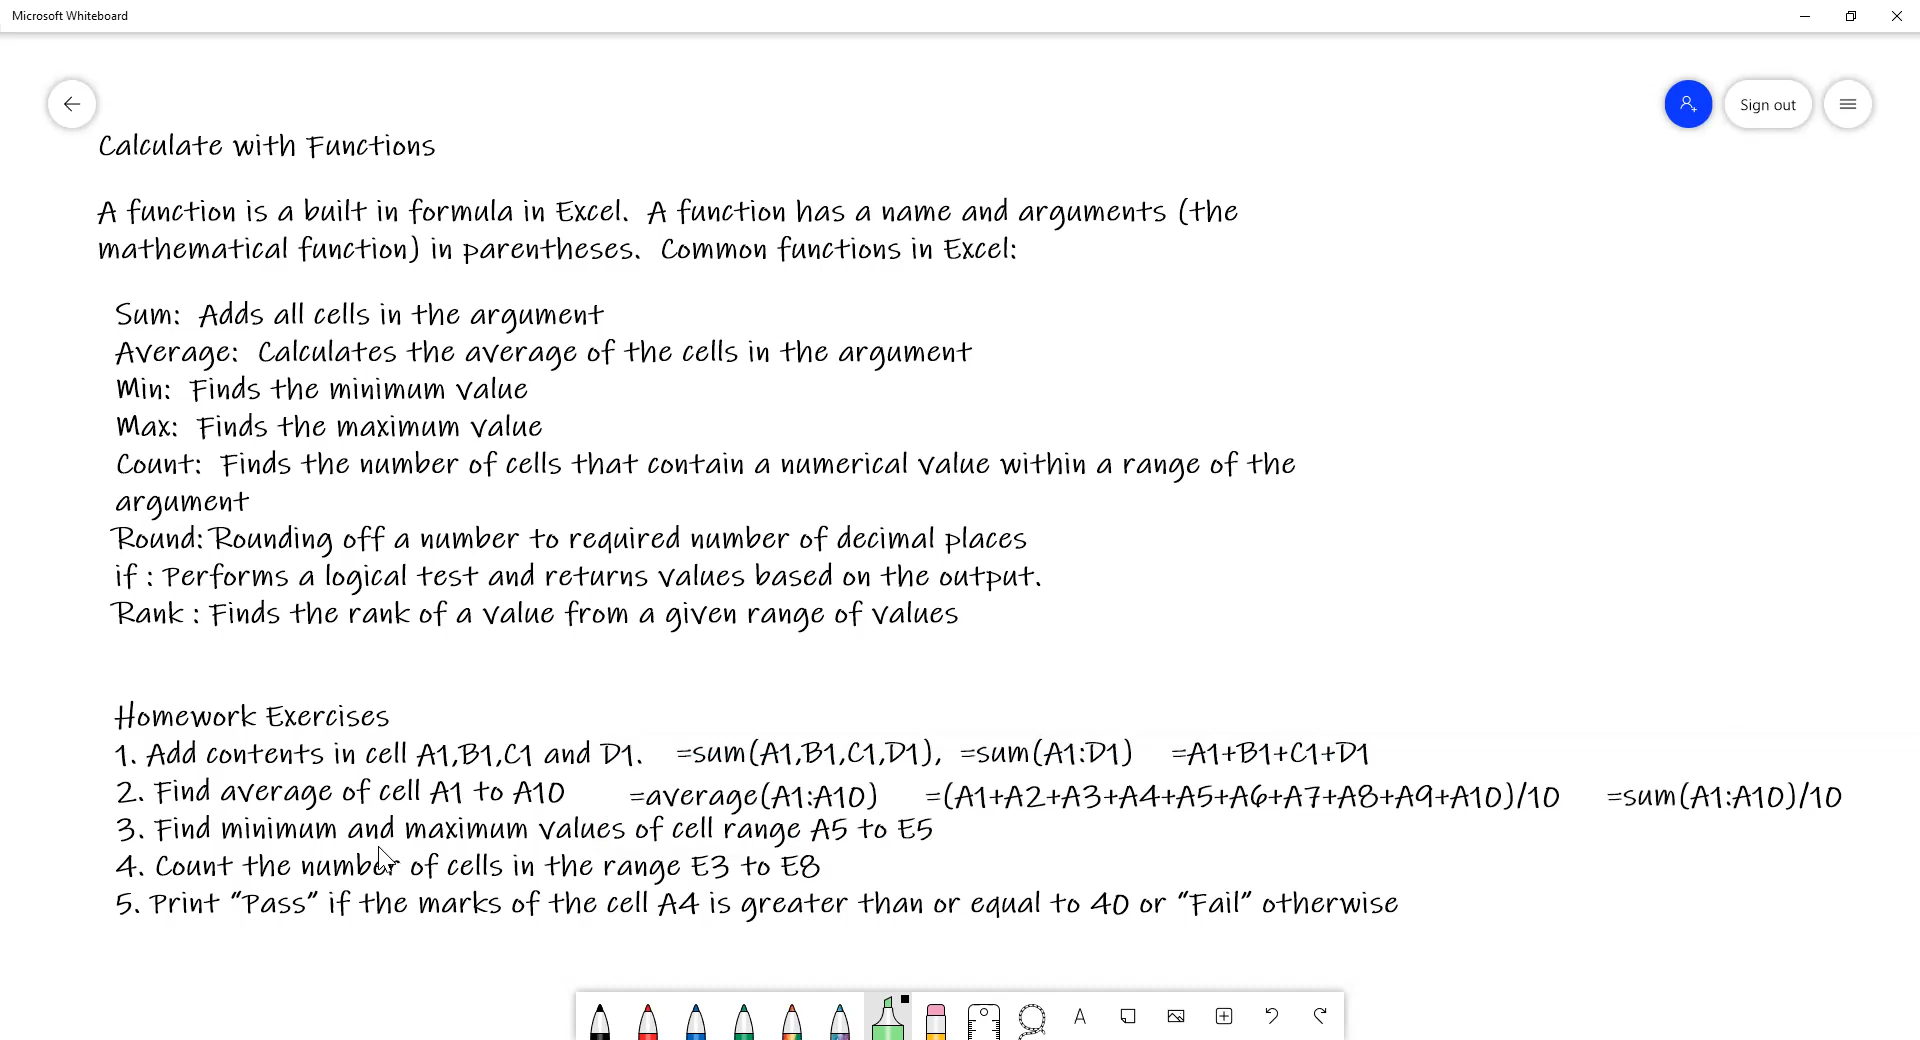 Microsoft Whiteboard
Sign out
Calculate with Functions
A function is a built in formula in Excel. A function has a name and arguments (the
mathematical function) in parentheses. Common functions in Excel:
Sum: Adds all cells in the argument
Average: Calculates the average of the cells in the argument
Min: Finds the minimum value
Max: Finds the maximum value
Count: Finds the number of cells that contain a numerical value within a range of the
argument
Round: Rounding off a number to required number of decimal places
if : Performs a logical test and returns values based on the output.
Rank : Finds the rank of a value from a given range of values
Homework Exercises
1. Add contents in cell A1,B1,C1 and D1. =sum(A1,B1,C1,D1), =sum(A1:D1) =A1+B1+C1+D1
2. Find average of cell A1 to A10 =average(A1:A10) =(A1+A2+A3+A4+A5+A6+A7+A8+A9+A10)/10 =sum(A1:A10)/10
3. Find minimum and maximum values of cell range A5 to E5
4. Count the number of cells in the range E3 to E8
5. Print “Pass” if the marks of the cell A4 is greater than or equal to 40 or “Fail” otherwise